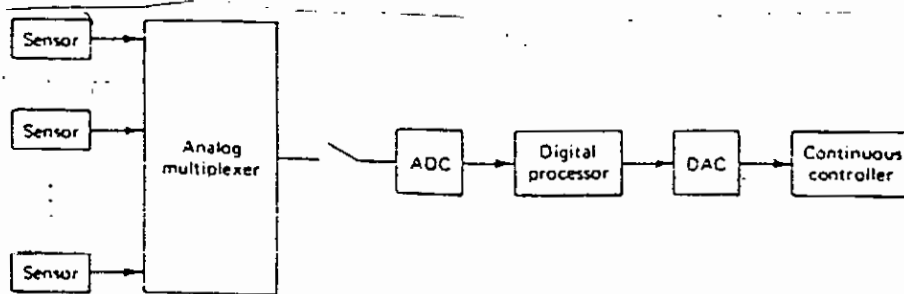 Sensor
Sensor
Sensor
Analog
multiplexer
ADC
Digital
processor
DAC
Continuous
controller